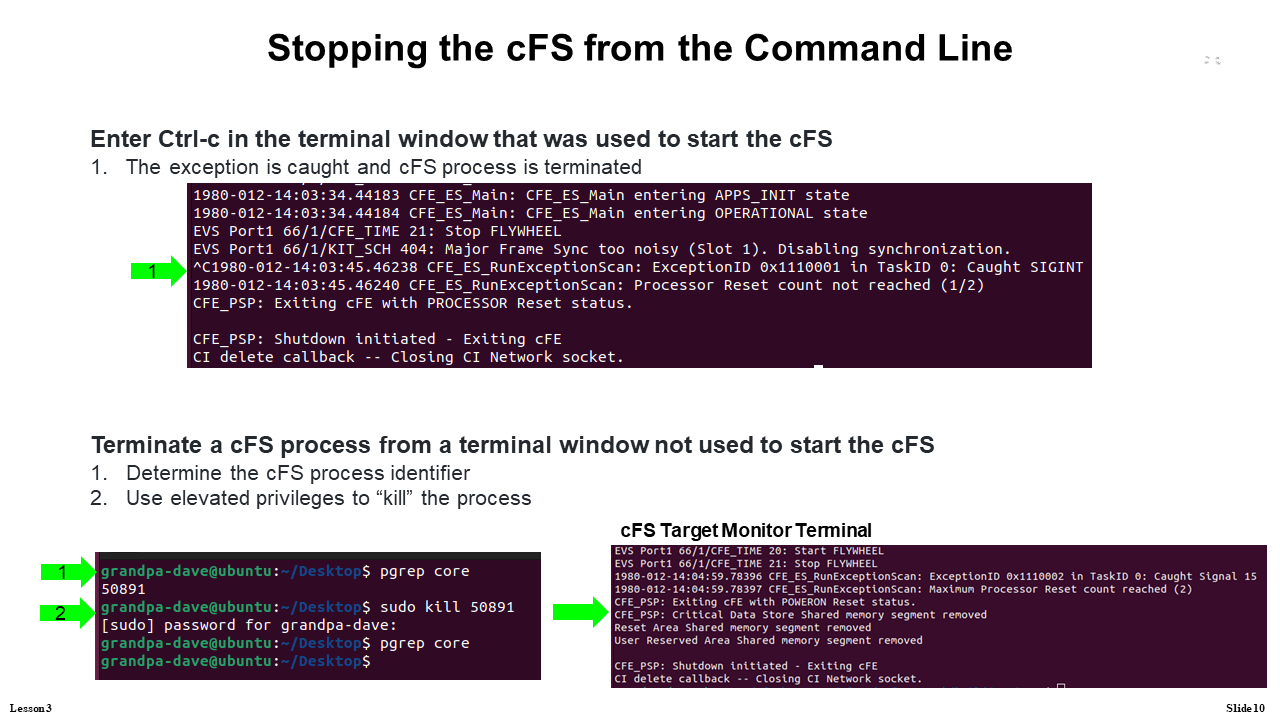 Stopping the cFS from the Command Line
Enter Ctrl-c in the terminal window that was used to start the cFS
1. The exception is caught and cFS process is terminated
1980-012-14:03:34.44183 CFE_ES_Main: CFE_ES_Main entering APPS_INIT state
1980-012-14:03:34.44184 CFE_ES_Main: CFE_ES_Main entering OPERATIONAL state
EVS Port1 66/1/CFE_TIME 21: Stop FLYWHEEL
EVS Port1 66/1/KIT_SCH 404: Major Frame Sync too noisy (Slot 1). Disabling synchronization.
1
^C1980-012-14:03:45.46238 CFE_ES_RunExceptionScan: ExceptionID 0x1110001 in TaskID 0: Caught SIGINT
1980-012-14:03:45.46240 CFE_ES_RunExceptionScan: Processor Reset count not reached (1/2)
CFE_PSP: Exiting cFE with PROCESSOR Reset status.
CFE_PSP: Shutdown initiated - Exiting cFE
CI delete callback -- Closing CI Network socket.
Terminate a cFS process from a terminal window not used to start the cFS
1. Determine the cFS process identifier
2. Use elevated privileges to “kill” the process
1
grandpa-dave@ubuntu:~/Desktop$ pgrep core
50891
2
grandpa-dave@ubuntu:~/Desktop$ sudo kill 50891
[sudo] password for grandpa-dave:
grandpa-dave@ubuntu:~/Desktop$ pgrep core
grandpa-dave@ubuntu:~/Desktop$
cFS Target Monitor Terminal
EVS Port1 66/1/CFE_TIME 20: Start FLYWHEEL
EVS Port1 66/1/CFE_TIME 21: Stop FLYWHEEL
1980-012-14:04:59.78396 CFE_ES_RunExceptionScan: ExceptionID 0x1110002 in TaskID 0: Caught Signal 15
1980-012-14:04:59.78397 CFE_ES_RunExceptionScan: Maximum Processor Reset count reached (2)
CFE_PSP: Exiting cFE with POWERON Reset status.
CFE_PSP: Critical Data Store Shared memory segment removed
Reset Area Shared memory segment removed
User Reserved Area Shared memory segment removed
CFE_PSP: Shutdown initiated - Exiting cFE
CI delete callback -- Closing CI Network socket.
Lesson 3
Slide 10